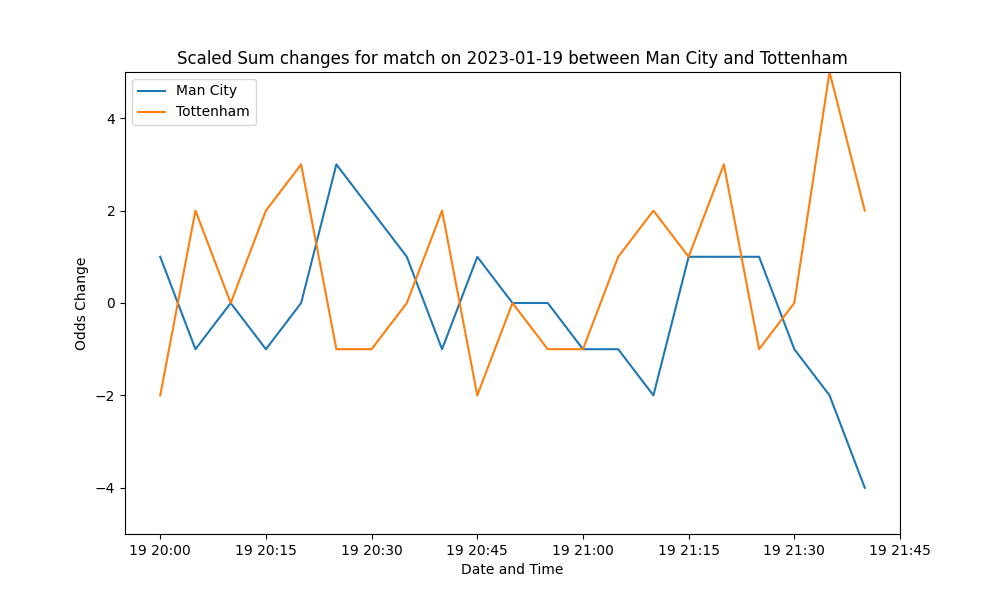 Scaled Sum changes for match on 2023-01-19 between Man City and Tottenham
Man City
Tottenham
4
2
0
−2
−4
Odds Change
19 20:00 19 20:15 19 20:30 19 20:45 19 21:00 19 21:15 19 21:30 19 21:45
Date and Time